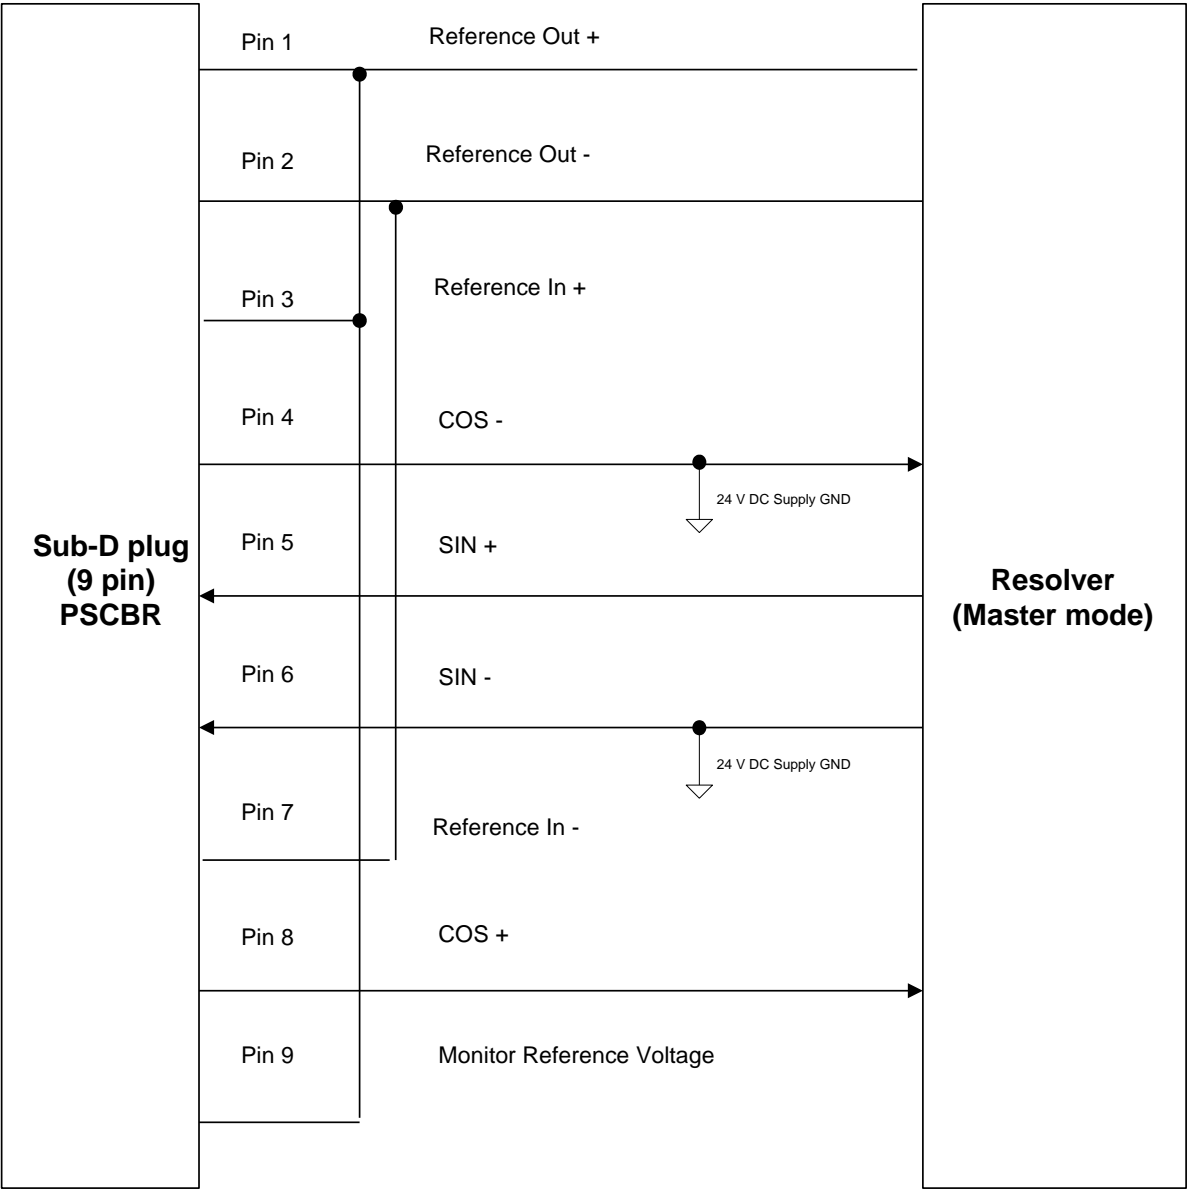 Pin 1
Reference Out +
Pin 2
Reference Out -
Pin 3
Reference In +
Pin 4
COS -
24 V DC Supply GND
Pin 5
SIN +
Sub-D plug
(9 pin)
PSCBR
Resolver
(Master mode)
Pin 6
SIN -
24 V DC Supply GND
Pin 7
Reference In -
Pin 8
COS +
Pin 9
Monitor Reference Voltage